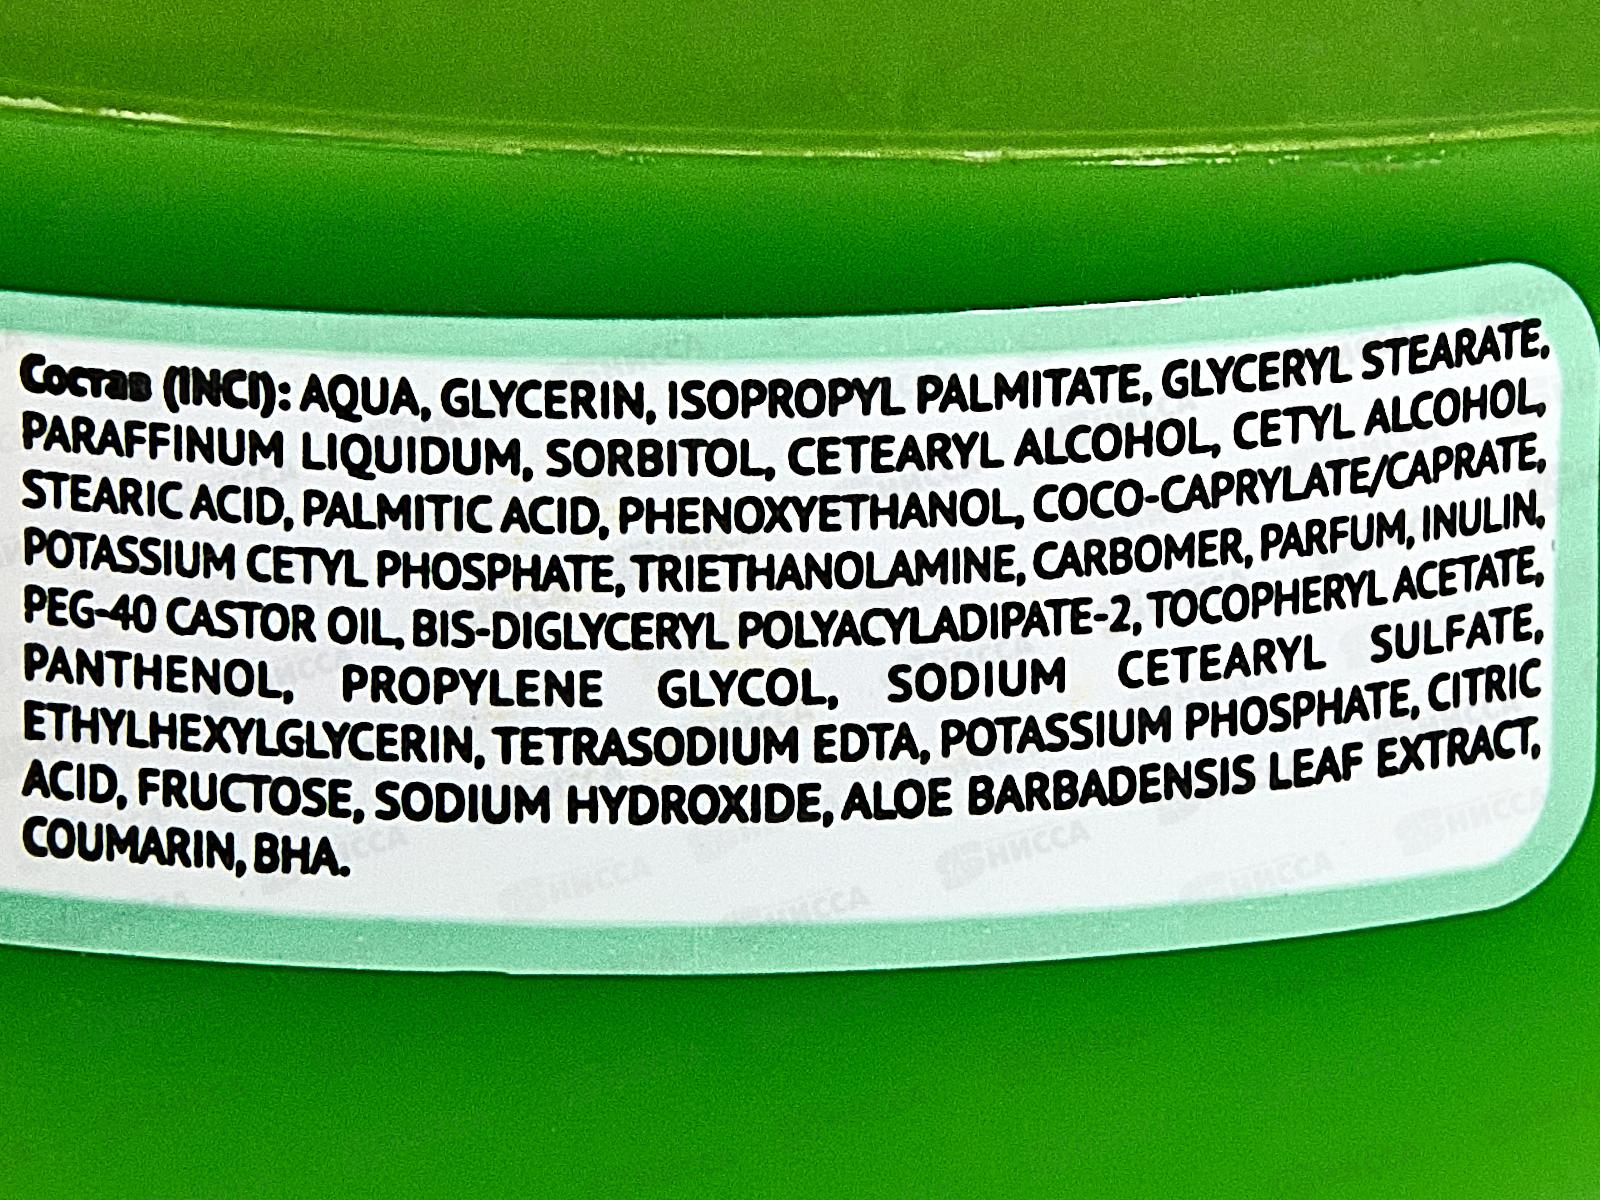 Состав (INCI): AQUA, GLYCERIN, ISOPROPYL PALMITATE, GLYCERYL STEARATE,
PARAFFINUM LIQUIDUM, SORBITOL, CETEARYL ALCOHOL, CETYL ALCOHOL,
STEARIC ACID, PALMITIC ACID, PHENOXYETHANOL, COCO-CAPRYLATE/CAPRATE,
POTASSIUM CETYL PHOSPHATE, TRIETHANOLAMINE, CARBOMER, PARFUM, INULIN,
PEG-40 CASTOR OIL, BIS-DIGLYCERYL POLYACYLADIPATE-2, TOCOPHERYL ACETATE,
PANTHENOL, PROPYLENE GLYCOL, SODIUM CETEARYL SULFATE,
ETHYLHEXYLGLYCERIN, TETRASODIUM EDTA, POTASSIUM PHOSPHATE, CITRIC
ACID, FRUCTOSE, SODIUM HYDROXIDE, ALOE BARBADENSIS LEAF EXTRACT,
COUMARIN, BHA.
НИССА